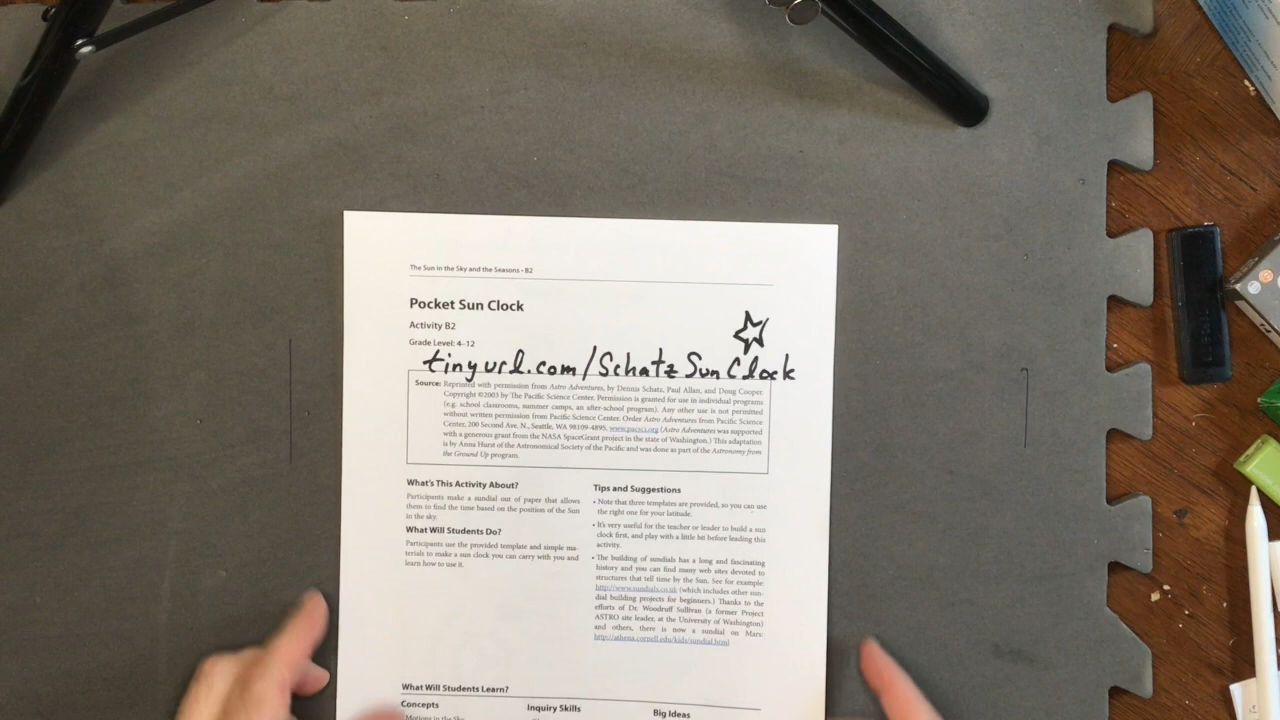 The Sun in the Sky and the Seasons • B2
Pocket Sun Clock
Activity B2
Grade Level: 4–12
tinyurl.com/SchatzSunClock
Source: Reprinted with permission from Astro Adventures, by Dennis Schatz, Paul Allan, and Doug Cooper.
Copyright ©2003 by The Pacific Science Center. Permission is granted for use in individual programs
(e.g. school classrooms, summer camps, an after-school program). Any other use is not permitted
without written permission from Pacific Science Center. Order Astro Adventures from Pacific Science
Center, 200 Second Ave. N., Seattle, WA 98109-4895. www.pacsci.org (Astro Adventures was supported
with a generous grant from the NASA SpaceGrant project in the state of Washington.) This adaptation
is by Anna Hurst of the Astronomical Society of the Pacific and was done as part of the Astronomy from
the Ground Up program.
What's This Activity About?
Participants make a sundial out of paper that allows
them to find the time based on the position of the Sun
in the sky.
What Will Students Do?
Participants use the provided template and simple ma-
terials to make a sun clock you can carry with you and
learn how to use it.
Tips and Suggestions
• Note that three templates are provided, so you can use
the right one for your latitude.
• It's very useful for the teacher or leader to build a sun
clock first, and play with a little bit before leading this
activity.
• The building of sundials has a long and fascinating
history and you can find many web sites devoted to
structures that tell time by the Sun. See for example:
http://www.sundials.co.uk (which includes other sun-
dial building projects for beginners.) Thanks to the
efforts of Dr. Woodruff Sullivan (a former Project
ASTRO site leader, at the University of Washington)
and others, there is now a sundial on Mars:
http://athena.cornell.edu/kids/sundial.html
What Will Students Learn?
Concepts
Motions in the Sky
Inquiry Skills
Big Ideas